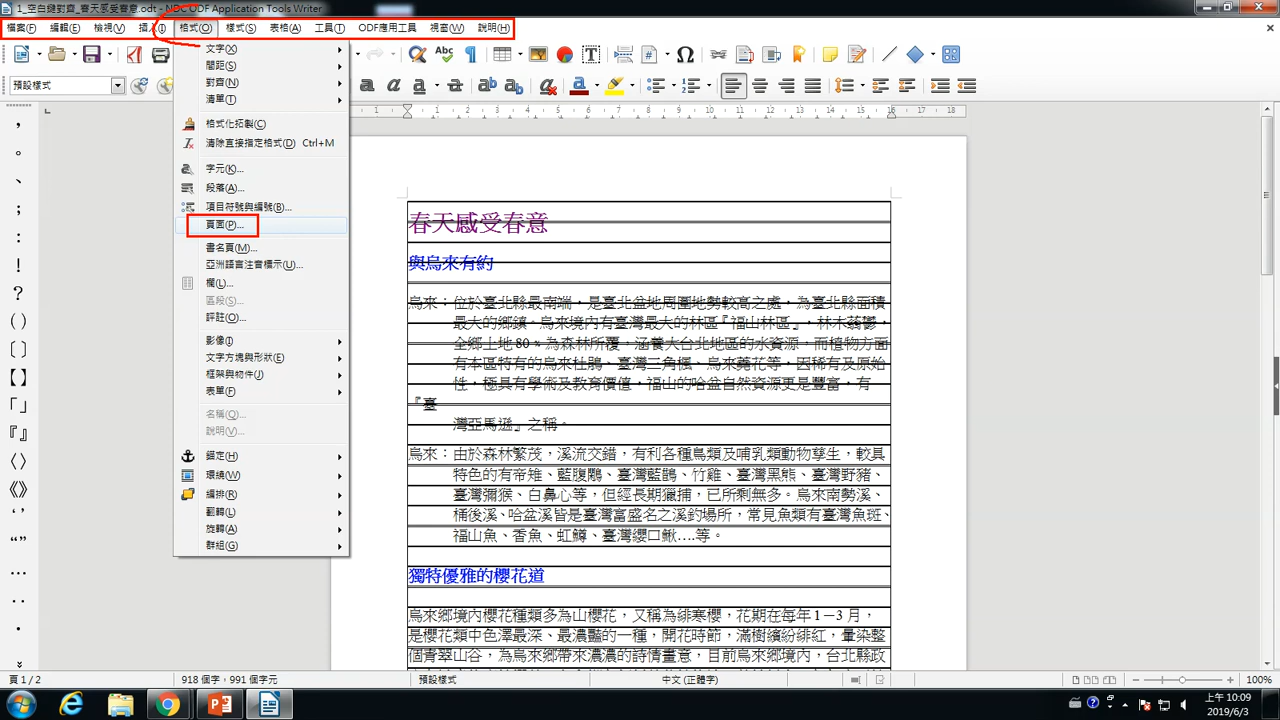 1_空白鍵對齊_春天感受春意.odt - NDC ODF Application Tools Writer
檔案(F) 編輯(E) 檢視(V) 插入(I) 格式(O) 樣式(S) 表格(A) 工具(T) ODF應用工具 視窗(W) 說明(H)
預設樣式
文字(X)
間距(S)
對齊(N)
清單(T)
格式化拓製(C)
清除直接指定格式(D) Ctrl+M
字元(K)...
段落(A)...
項目符號與編號(B)...
頁面(P)...
書名頁(M)...
亞洲語言注音標示(U)...
欄(L)...
區段(S)...
評註(O)...
影像(I)
文字方塊與形狀(E)
框架與物件(J)
表單(F)
名稱(Q)...
說明(V)...
錨定(H)
環繞(W)
編排(R)
翻轉(L)
旋轉(A)
群組(G)
1 1 2 3 4 5 6 7 8 9 10 11 12 13 14 15 16 17 18
，
。
、
；
：
！
？
( )
〔 〕
【 】
「 」
『 』
〈 〉
《 》
‘ ’
“ ”
…
‥
春天感受春意
與烏來有約
烏來：位於臺北縣最南端，是臺北盆地周圍地勢較高之處，為臺北縣面積
最大的鄉鎮。烏來境內有臺灣最大的林區『福山林區』，林木蓊鬱，
全鄉土地 80 % 為森林所覆，涵養大台北地區的水資源，而植物方面
有本區特有的烏來杜鵑、臺灣三角楓、烏來蕘花等，因稀有及原始
性，極具有學術及教育價值，福山的哈盆自然資源更是豐富，有
『臺
灣亞馬遜』之稱。
烏來：由於森林繁茂，溪流交錯，有利各種鳥類及哺乳類動物孳生，較具
特色的有帝雉、藍腹鷴、臺灣藍鵲、竹雞、臺灣黑熊、臺灣野豬、
臺灣彌猴、白鼻心等，但經長期獵捕，已所剩無多。烏來南勢溪、
桶後溪、哈盆溪皆是臺灣富盛名之溪釣場所，常見魚類有臺灣魚斑、
福山魚、香魚、虹鱒、臺灣纓口鰍....等。
獨特優雅的櫻花道
烏來鄉境內櫻花種類多為山櫻花，又稱為緋寒櫻，花期在每年 1－3 月，
是櫻花類中色澤最深、最濃豔的一種，開花時節，滿樹繽紛緋紅，暈染整
個青翠山谷，為烏來鄉帶來濃濃的詩情畫意，目前烏來鄉境內，台北縣政
頁 1 / 2 918 個字，991 個字元 預設樣式 中文 (正體字) 100%
上午 10:09
2019/6/3